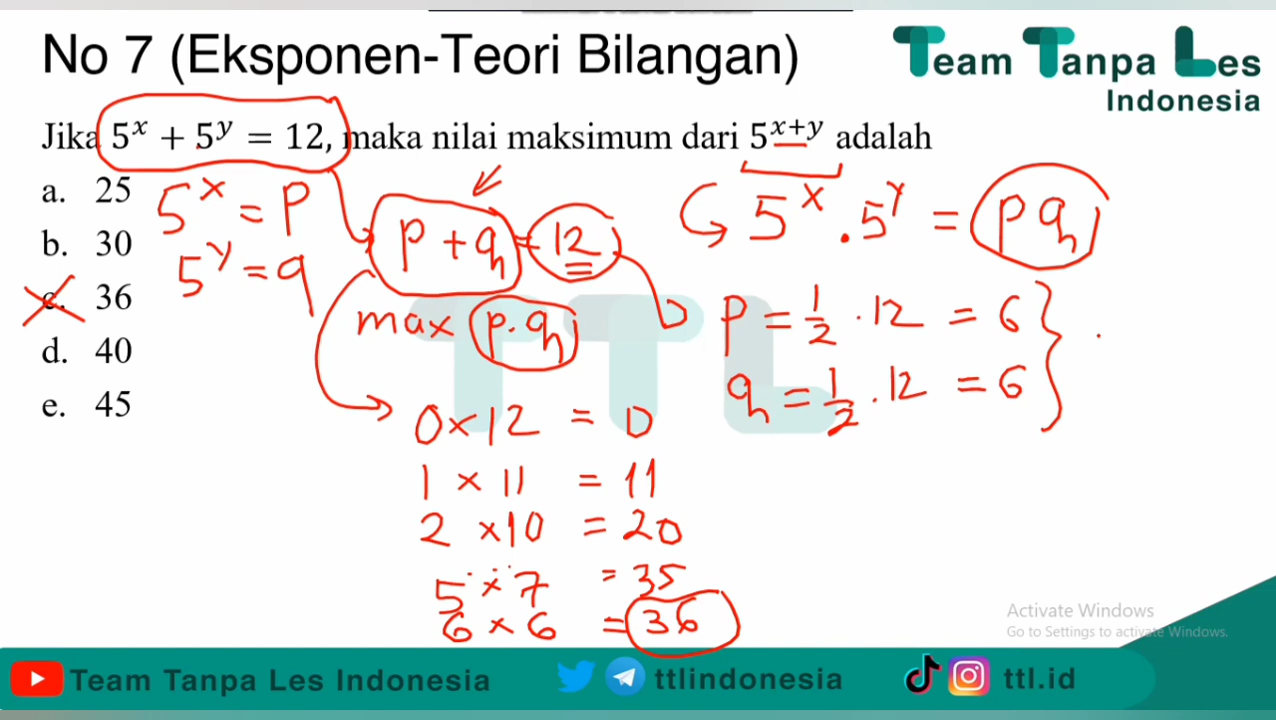 No 7 (Eksponen-Teori Bilangan)
Team Tanpa Les
Indonesia
Jika 5^x + 5^y = 12, maka nilai maksimum dari 5^{x+y} adalah
a. 25
b. 30
c. 36
d. 40
e. 45
5^x = p
5^y = q
p + q = 12
max p.q
0 x 12 = 0
1 x 11 = 11
2 x 10 = 20
5 x 7 = 35
6 x 6 = 36
5^x . 5^y = pq
p = 1/2 . 12 = 6
q = 1/2 . 12 = 6
TTL
Activate Windows
Go to Settings to activate Windows.
Team Tanpa Les Indonesia
ttlindonesia
ttl.id